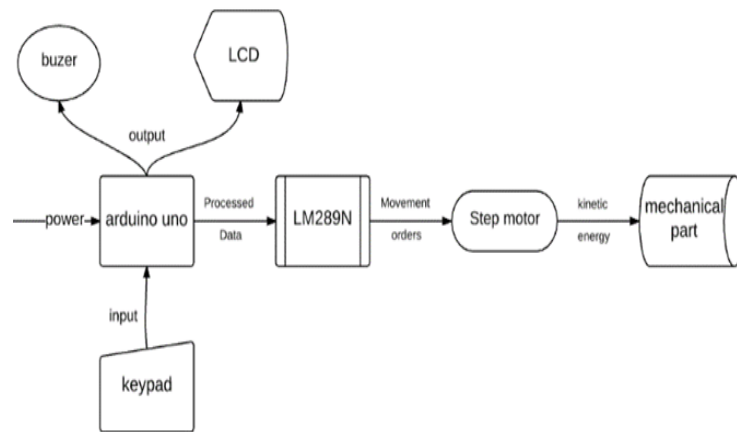 buzer
LCD
output
power
arduino uno
Processed
Data
LM289N
Movement
orders
Step motor
kinetic
energy
mechanical
part
input
keypad